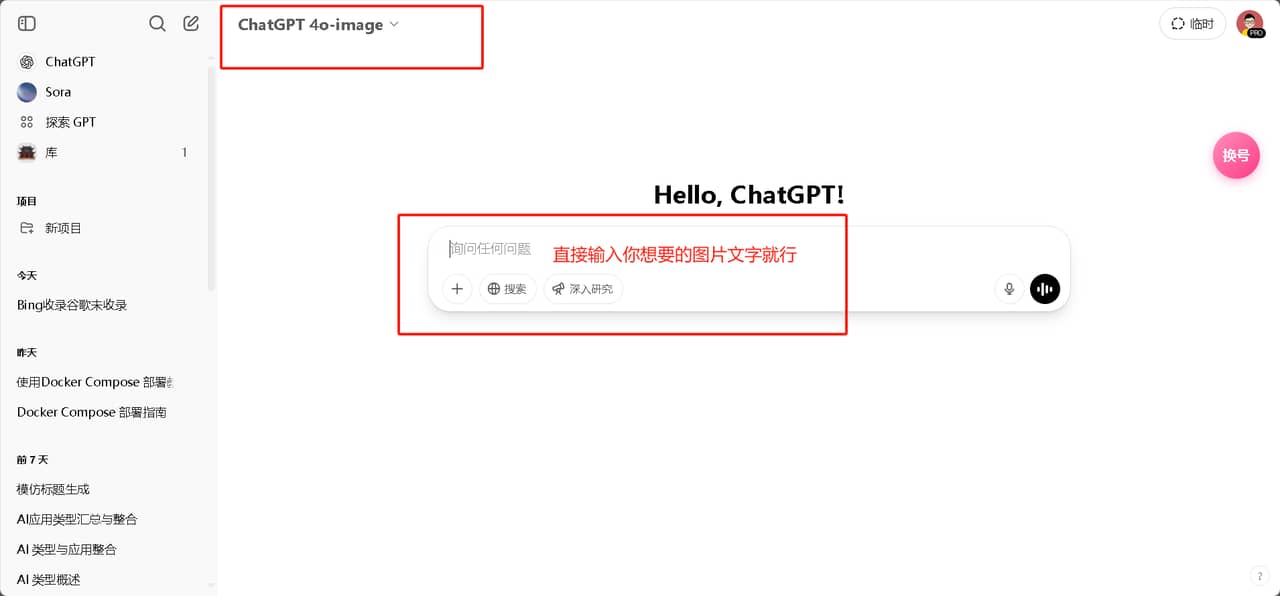 ChatGPT 4o-image
临时
PRO
ChatGPT
Sora
探索 GPT
库 1
项目
新项目
今天
Bing收录谷歌未收录
昨天
使用Docker Compose 部署
Docker Compose 部署指南
前 7 天
模仿标题生成
AI应用类型汇总与整合
AI 类型与应用整合
AI 类型概述
换号
Hello, ChatGPT!
询问任何问题
直接输入你想要的图片文字就行
搜索
深入研究
?